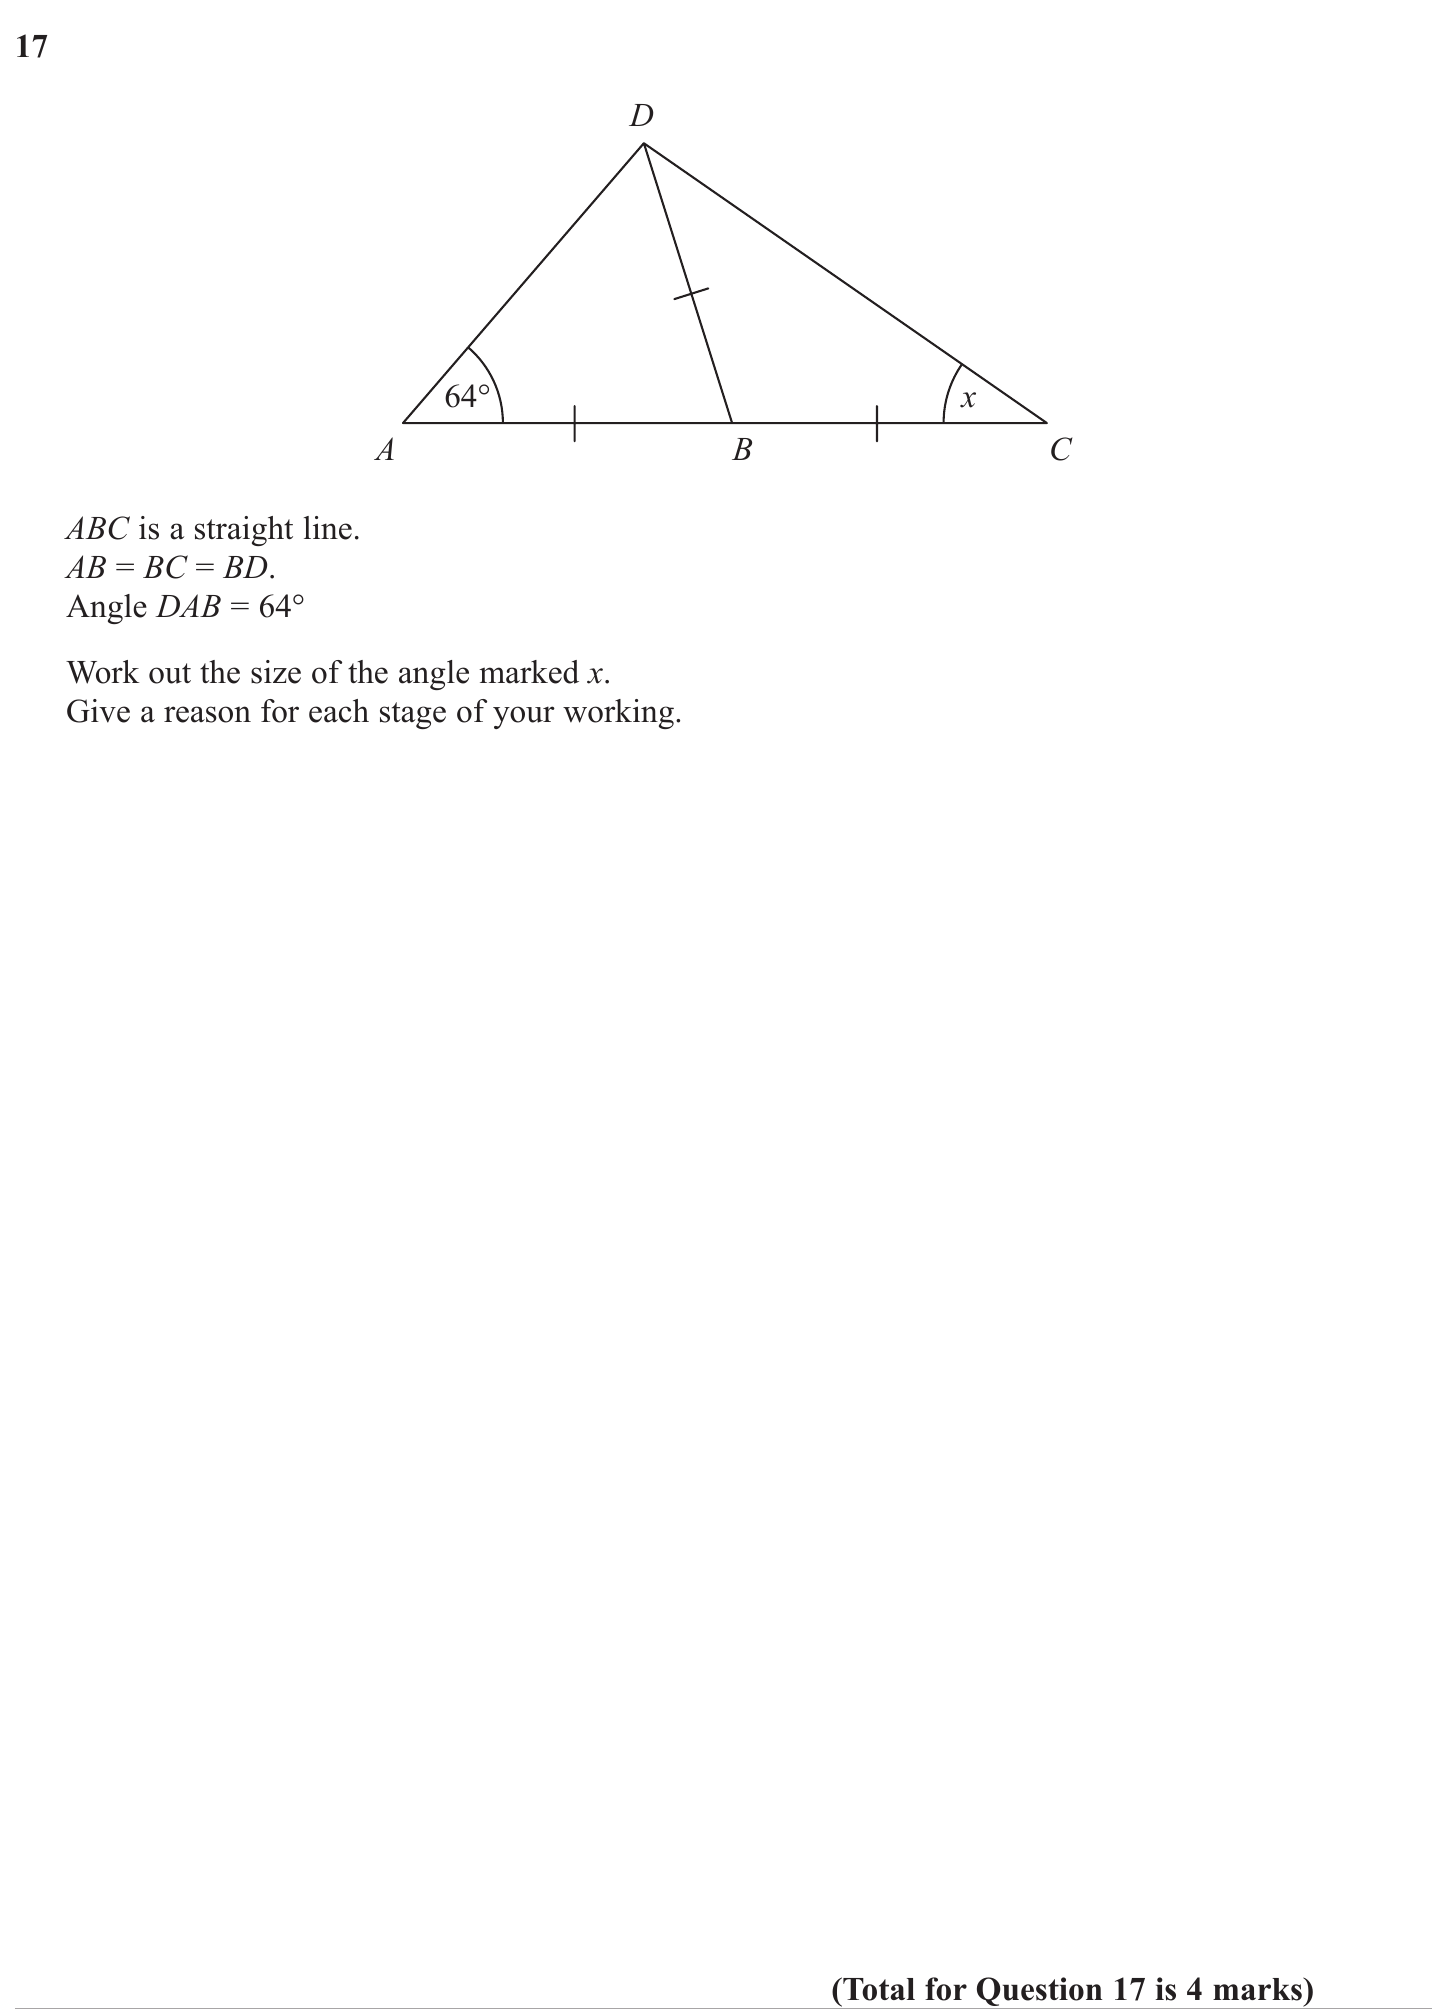 17
D
64°
x
A
B
C
ABC is a straight line.
AB = BC = BD.
Angle DAB = 64°
Work out the size of the angle marked x.
Give a reason for each stage of your working.
(Total for Question 17 is 4 marks)